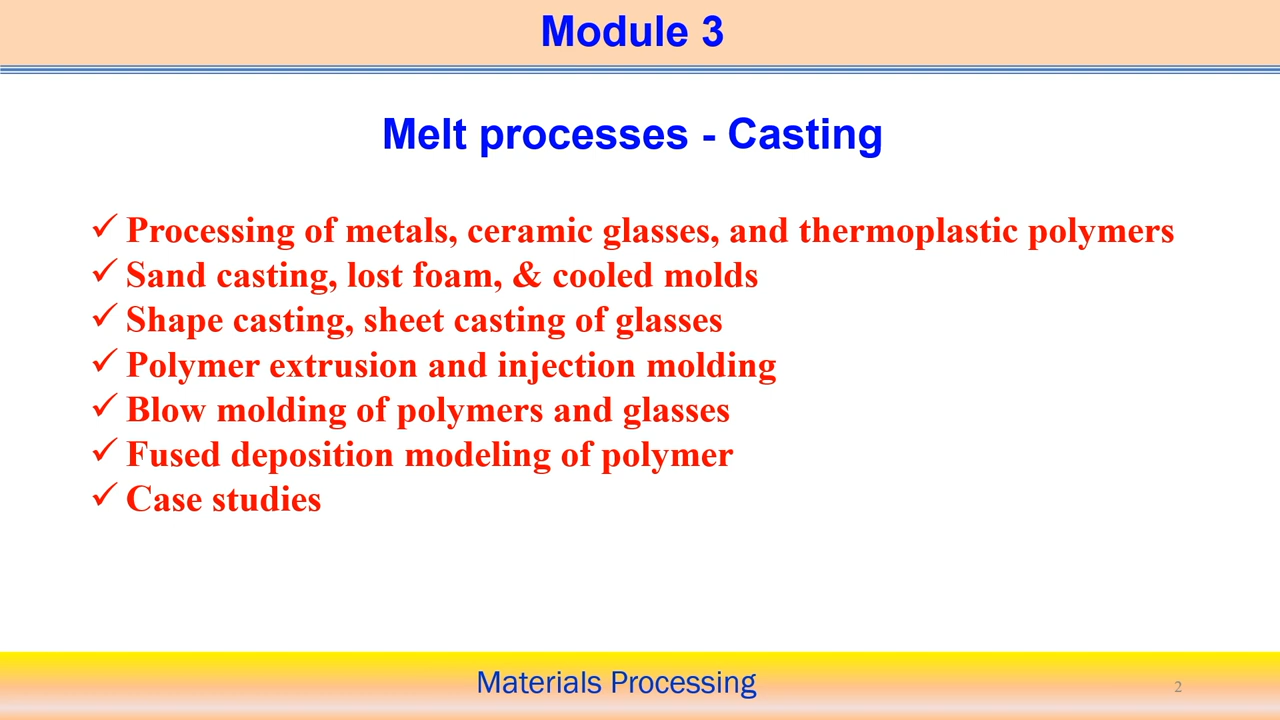 Module 3
Melt processes - Casting
✓ Processing of metals, ceramic glasses, and thermoplastic polymers
✓ Sand casting, lost foam, & cooled molds
✓ Shape casting, sheet casting of glasses
✓ Polymer extrusion and injection molding
✓ Blow molding of polymers and glasses
✓ Fused deposition modeling of polymer
✓ Case studies
Materials Processing
2